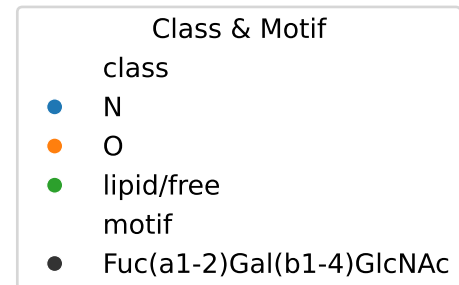 Class & Motif
class
N
O
lipid/free
motif
Fuc(a1-2)Gal(b1-4)GlcNAc